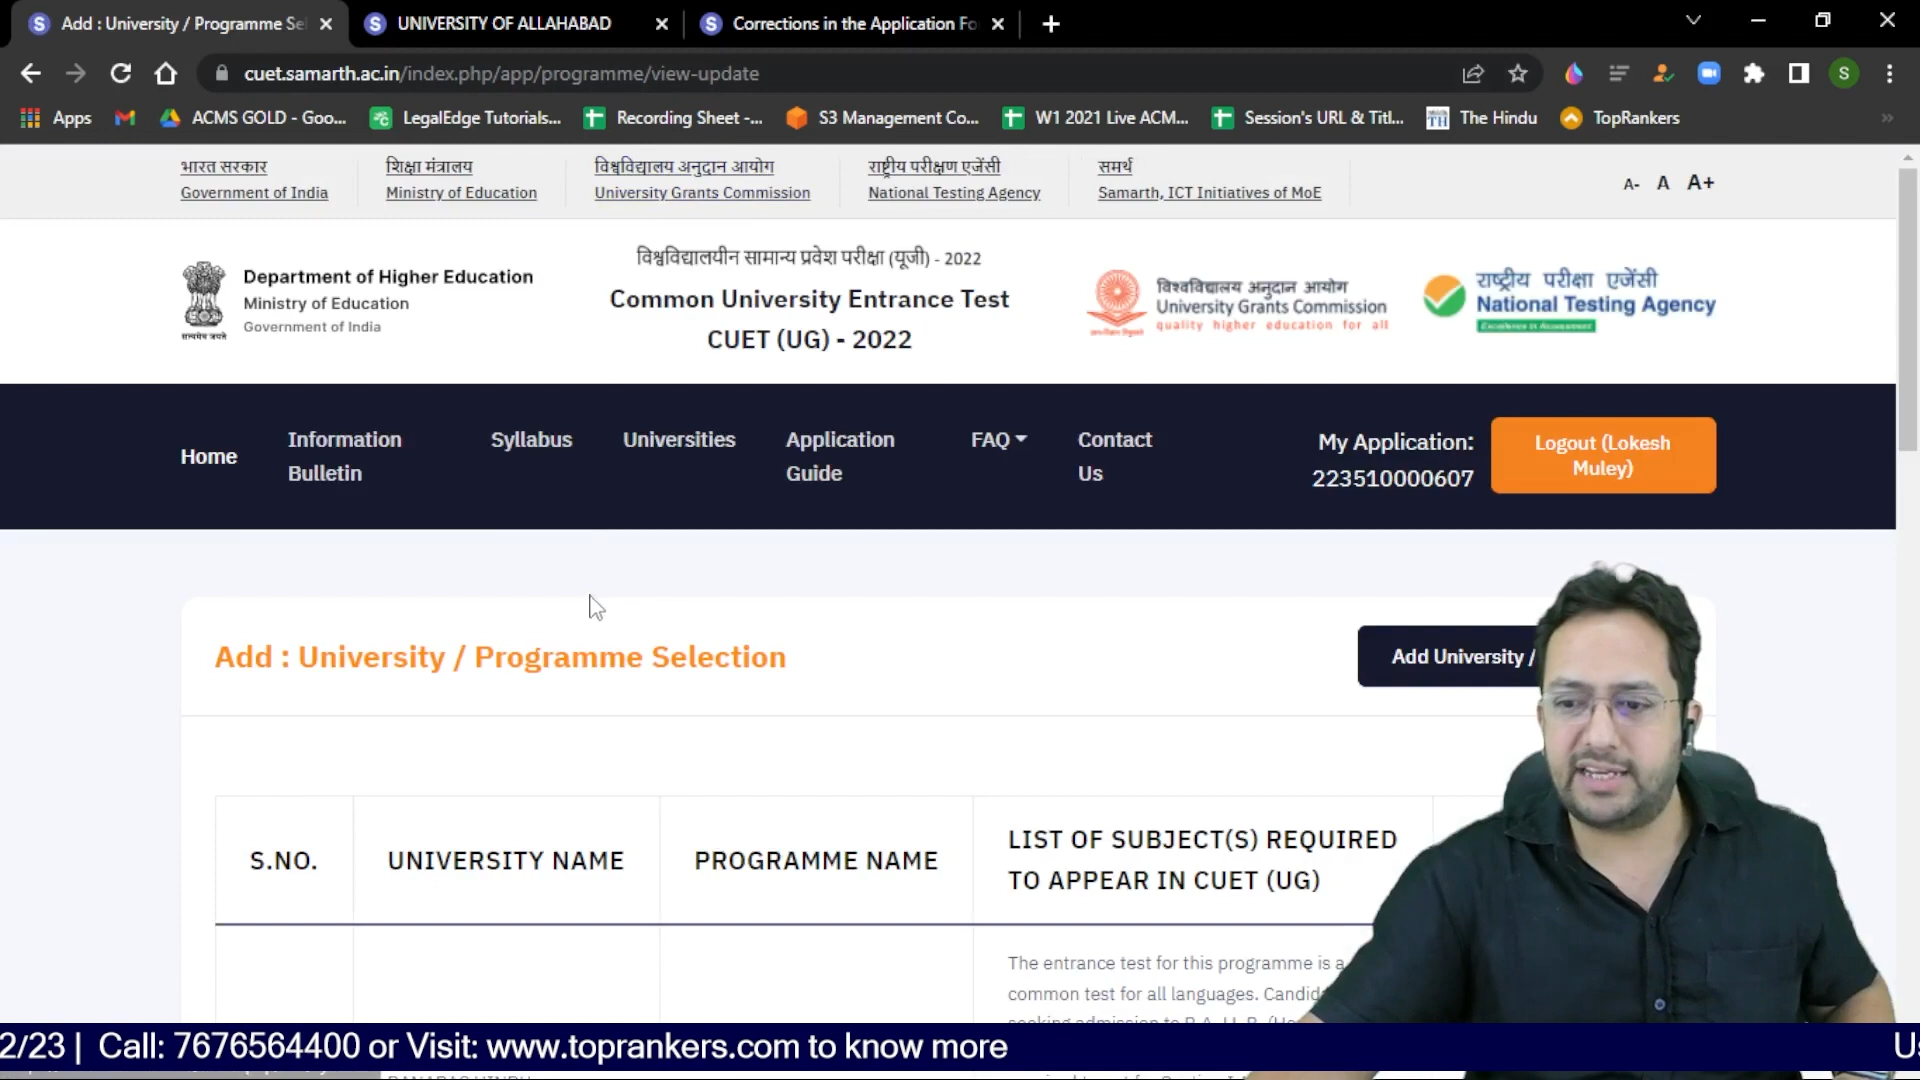 Add : University / Programme Se
UNIVERSITY OF ALLAHABAD
Corrections in the Application Fo
cuet.samarth.ac.in/index.php/app/programme/view-update
S
Apps
ACMS GOLD - Goo...
LegalEdge Tutorials...
Recording Sheet -...
S3 Management Co...
W1 2021 Live ACM...
Session's URL & Titl...
The Hindu
TopRankers
भारत सरकार
Government of India
शिक्षा मंत्रालय
Ministry of Education
विश्वविद्यालय अनुदान आयोग
University Grants Commission
राष्ट्रीय परीक्षण एजेंसी
National Testing Agency
समर्थ
Samarth, ICT Initiatives of MoE
A- A A+
सत्यमेव जयते
Department of Higher Education
Ministry of Education
Government of India
विश्वविद्यालयीन सामान्य प्रवेश परीक्षा (यूजी) - 2022
Common University Entrance Test
CUET (UG) - 2022
विश्वविद्यालय अनुदान आयोग
University Grants Commission
quality higher education for all
राष्ट्रीय परीक्षा एजेंसी
National Testing Agency
Excellence in Assessment
Home
Information Bulletin
Syllabus
Universities
Application Guide
FAQ
Contact Us
My Application: 223510000607
Logout (Lokesh Muley)
Add : University / Programme Selection
Add University /
S.NO.
UNIVERSITY NAME
PROGRAMME NAME
LIST OF SUBJECT(S) REQUIRED
TO APPEAR IN CUET (UG)
The entrance test for this programme is a
common test for all languages. Candid
2/23 | Call: 7676564400 or Visit: www.toprankers.com to know more
Us